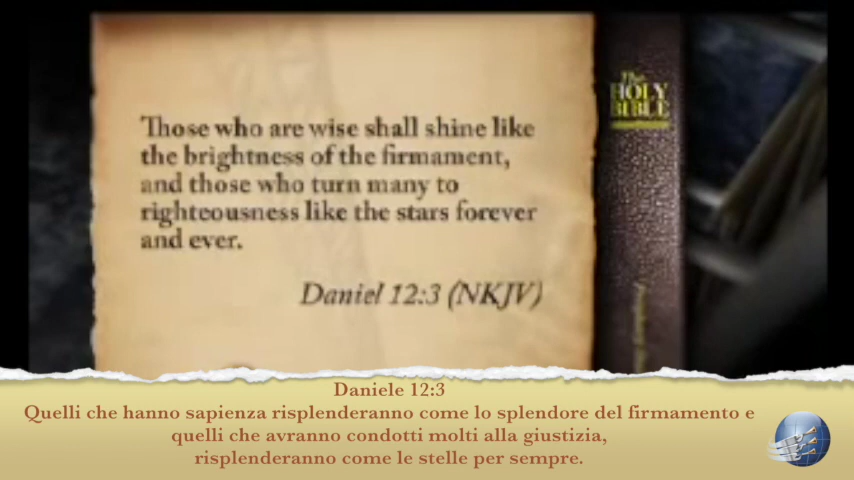 Those who are wise shall shine like
the brightness of the firmament,
and those who turn many to
righteousness like the stars forever
and ever.
Daniel 12:3 (NKJV)
The
HOLY
BIBLE
Daniele 12:3
Quelli che hanno sapienza risplenderanno come lo splendore del firmamento e
quelli che avranno condotti molti alla giustizia,
risplenderanno come le stelle per sempre.